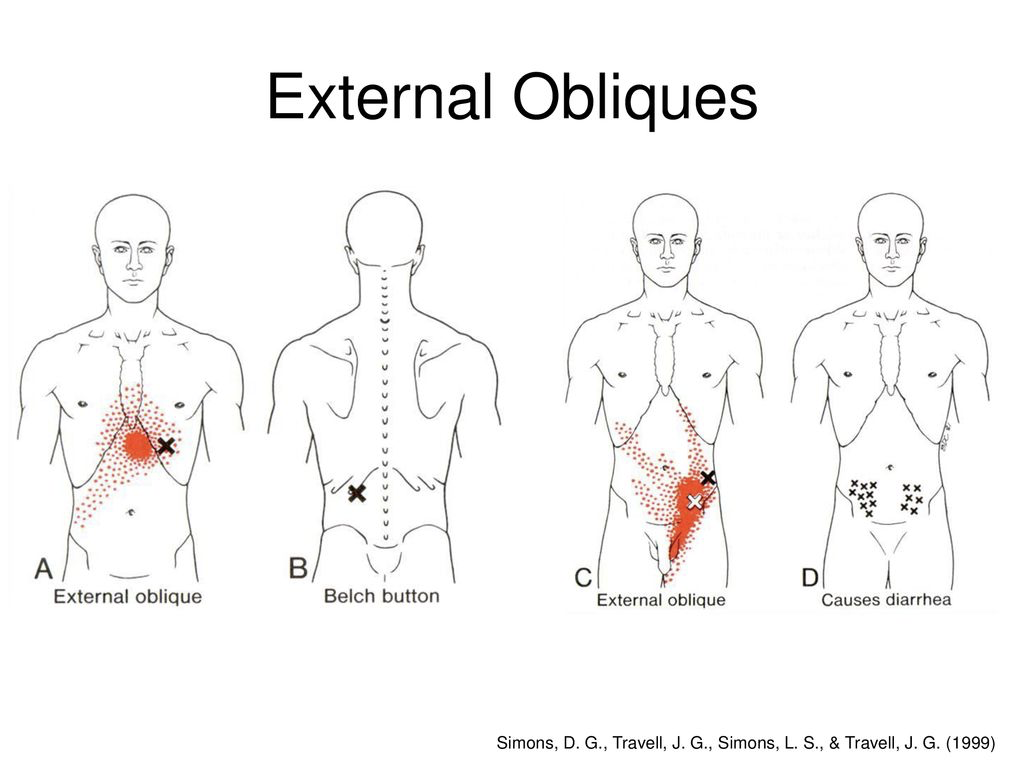 External Obliques
A
External oblique
B
Belch button
C
External oblique
D
Causes diarrhea
Simons, D. G., Travell, J. G., Simons, L. S., & Travell, J. G. (1999)